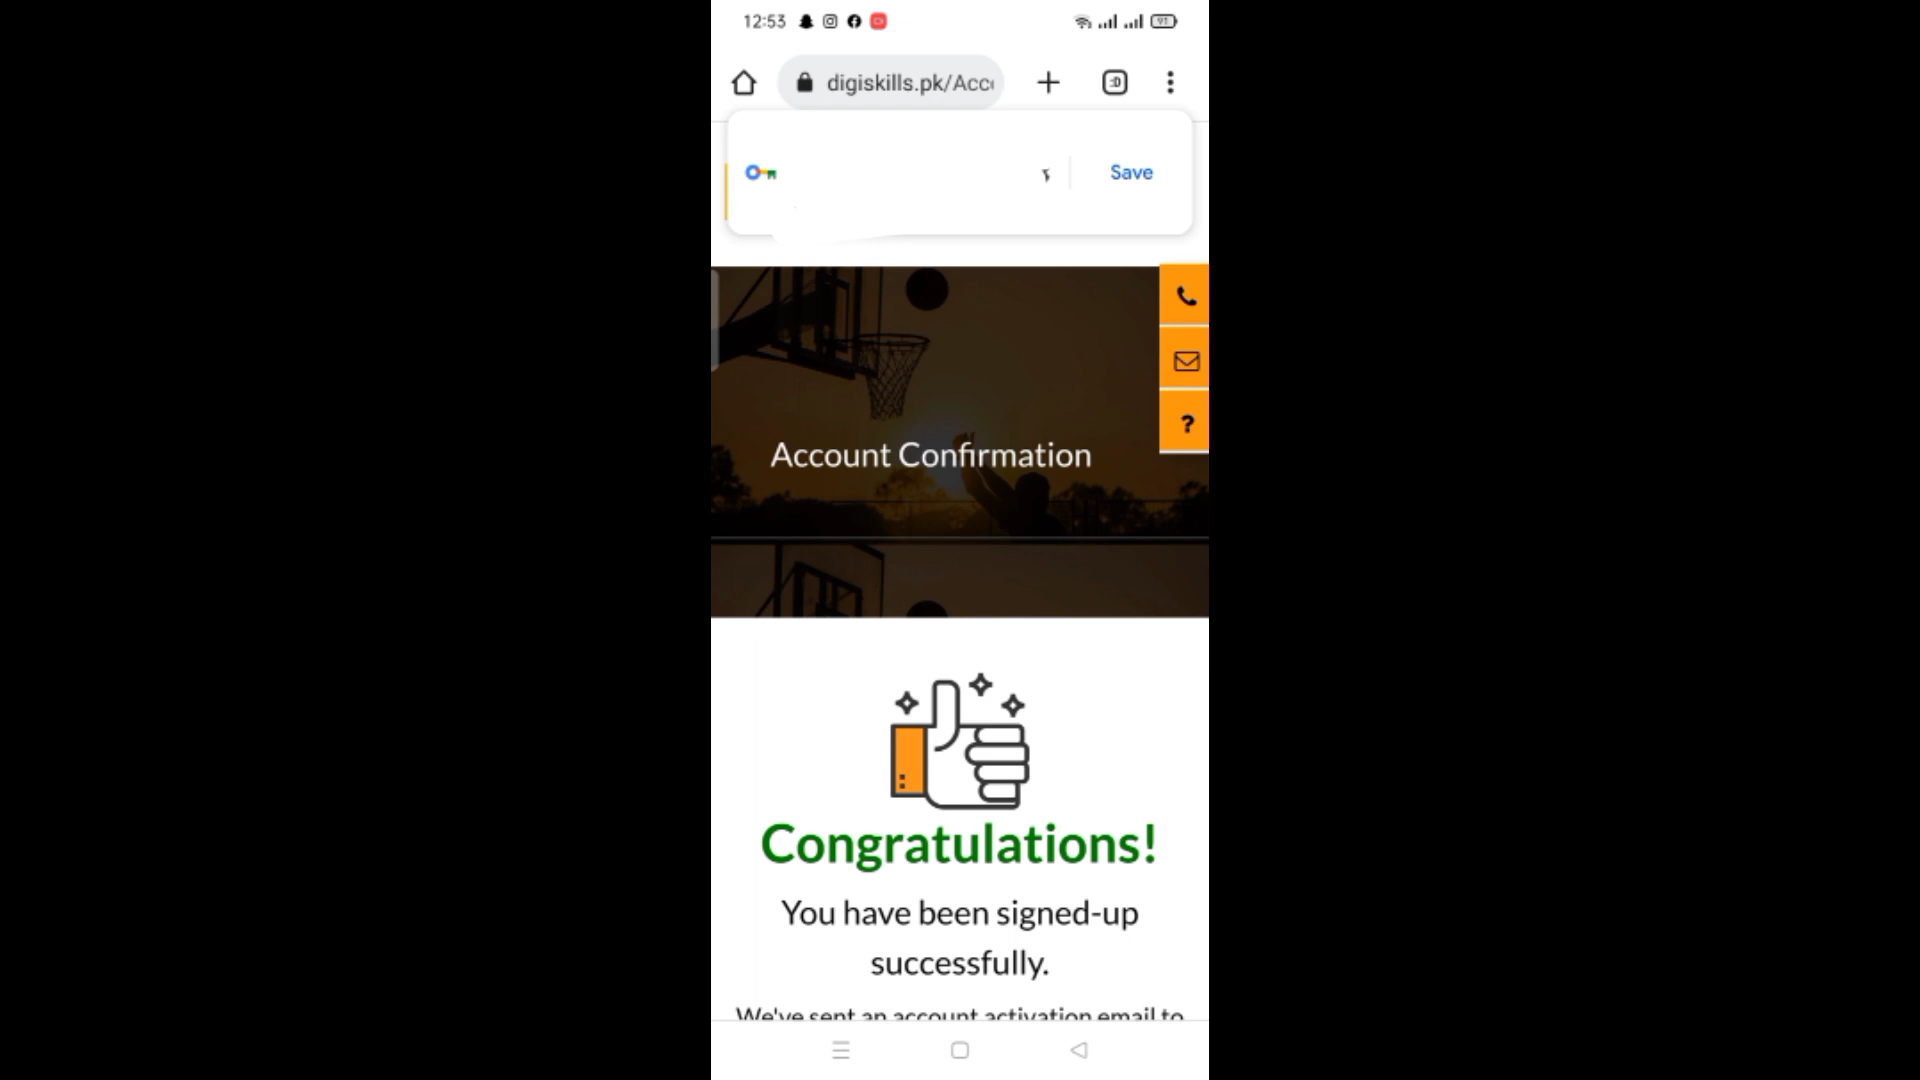 12:53
91
digiskills.pk/Acc
:D
Save
?
Account Confirmation
Congratulations!
You have been signed-up
successfully.
We've sent an account activation email to